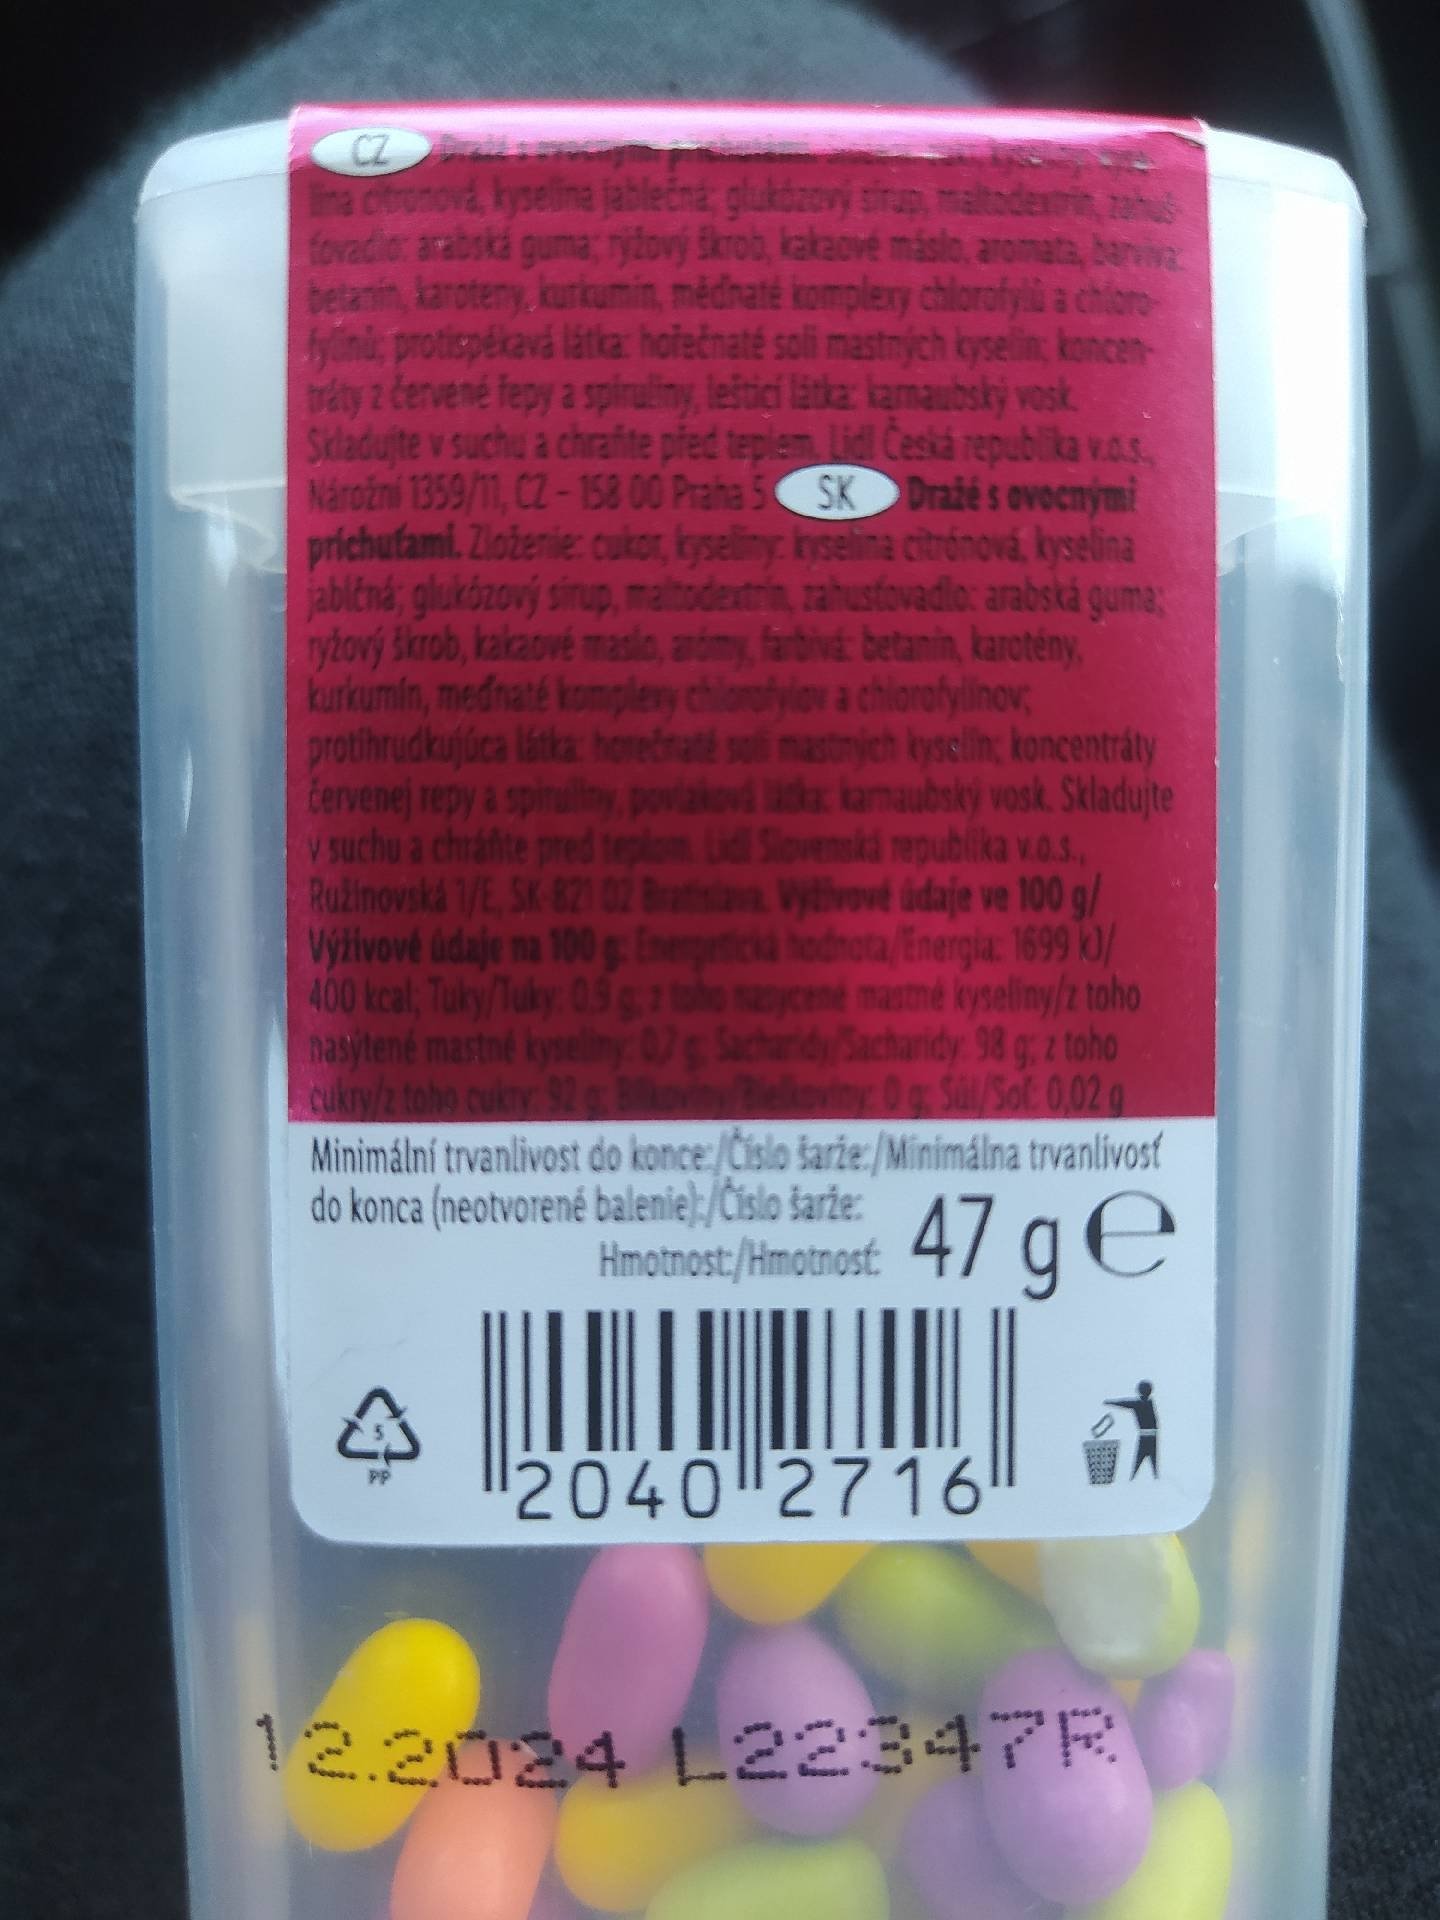 CZ Dražé s ovocnými příchutěmi.
lina citronová, kyselina jablečná; glukózový sirup, maltodextrin, zahuš-
ťovadlo: arabská guma; rýžový škrob, kakaové máslo, aromata, barviva:
betanin, karoteny, kurkumin, měďnaté komplexy chlorofylů a chloro-
fylinů; protispékavá látka: hořečnaté soli mastných kyselin; koncen-
tráty z červené řepy a spiruliny, lešticí látka: karnaubský vosk.
Skladujte v suchu a chraňte před teplem. Lidl Česká republika v.o.s.,
Nárožní 1359/11, CZ - 158 00 Praha 5 SK Dražé s ovocnými
príchuťami. Zloženie: cukor, kyseliny: kyselina citrónová, kyselina
jablčná; glukózový sirup, maltodextrín, zahusťovadlo: arabská guma;
ryžový škrob, kakaové maslo, arómy, farbivá: betanín, karotény,
kurkumín, meďnaté komplexy chlorofylov a chlorofylínov;
protihrudkujúca látka: horečnaté soli mastných kyselín; koncentráty
červenej repy a spirulíny, povlaková látka: karnaubský vosk. Skladujte
v suchu a chráňte pred teplom. Lidl Slovenská republika v.o.s.,
Ružinovská 1/E, SK-821 02 Bratislava. Výživové údaje ve 100 g/
Výživové údaje na 100 g: Energetická hodnota/Energia: 1699 kJ/
400 kcal; Tuky/Tuky: 0,9 g; z toho nasycené mastné kyseliny/z toho
nasýtené mastné kyseliny: 0,7 g; Sacharidy/Sacharidy: 98 g; z toho
cukry/z toho cukry: 92 g; Bílkoviny/Bielkoviny: 0 g; Sůl/Soľ: 0,02 g
Minimální trvanlivost do konce:/Číslo šarže:/Minimálna trvanlivosť
do konca (neotvorené balenie):/Číslo šarže:
Hmotnost:/Hmotnosť: 47 g e
5
PP
2040 2716
12.2024 L22347R